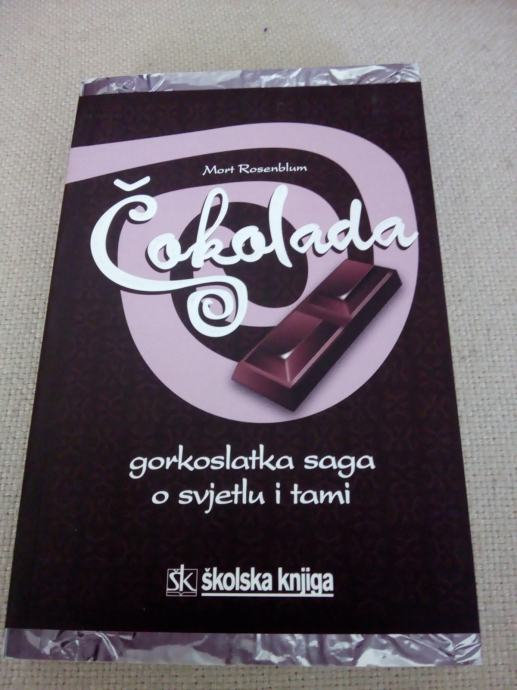 Mort Rosenblum
Čokolada
gorkoslatka saga
o svjetlu i tami
šk školska knjiga